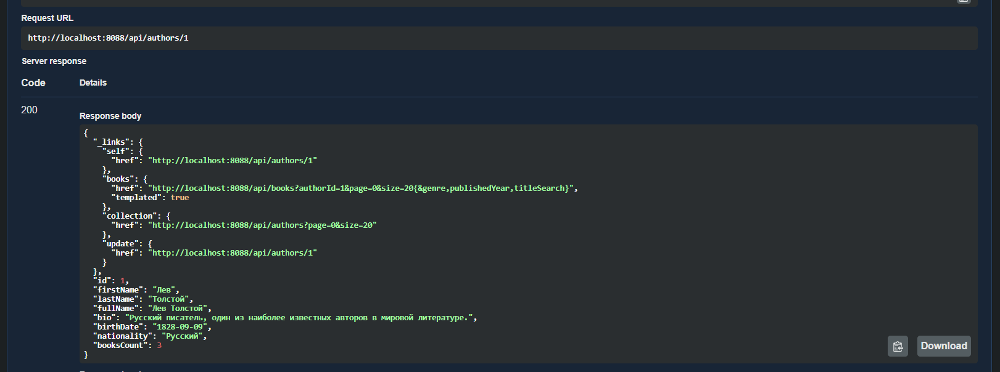 Request URL
http://localhost:8088/api/authors/1
Server response
Code Details
200
Response body
{
  "_links": {
    "self": {
      "href": "http://localhost:8088/api/authors/1"
    },
    "books": {
      "href": "http://localhost:8088/api/books?authorId=1&page=0&size=20{&genre,publishedYear,titleSearch}",
      "templated": true
    },
    "collection": {
      "href": "http://localhost:8088/api/authors?page=0&size=20"
    },
    "update": {
      "href": "http://localhost:8088/api/authors/1"
    }
  },
  "id": 1,
  "firstName": "Лев",
  "lastName": "Толстой",
  "fullName": "Лев Толстой",
  "bio": "Русский писатель, один из наиболее известных авторов в мировой литературе.",
  "birthDate": "1828-09-09",
  "nationality": "Русский",
  "booksCount": 3
}
Download